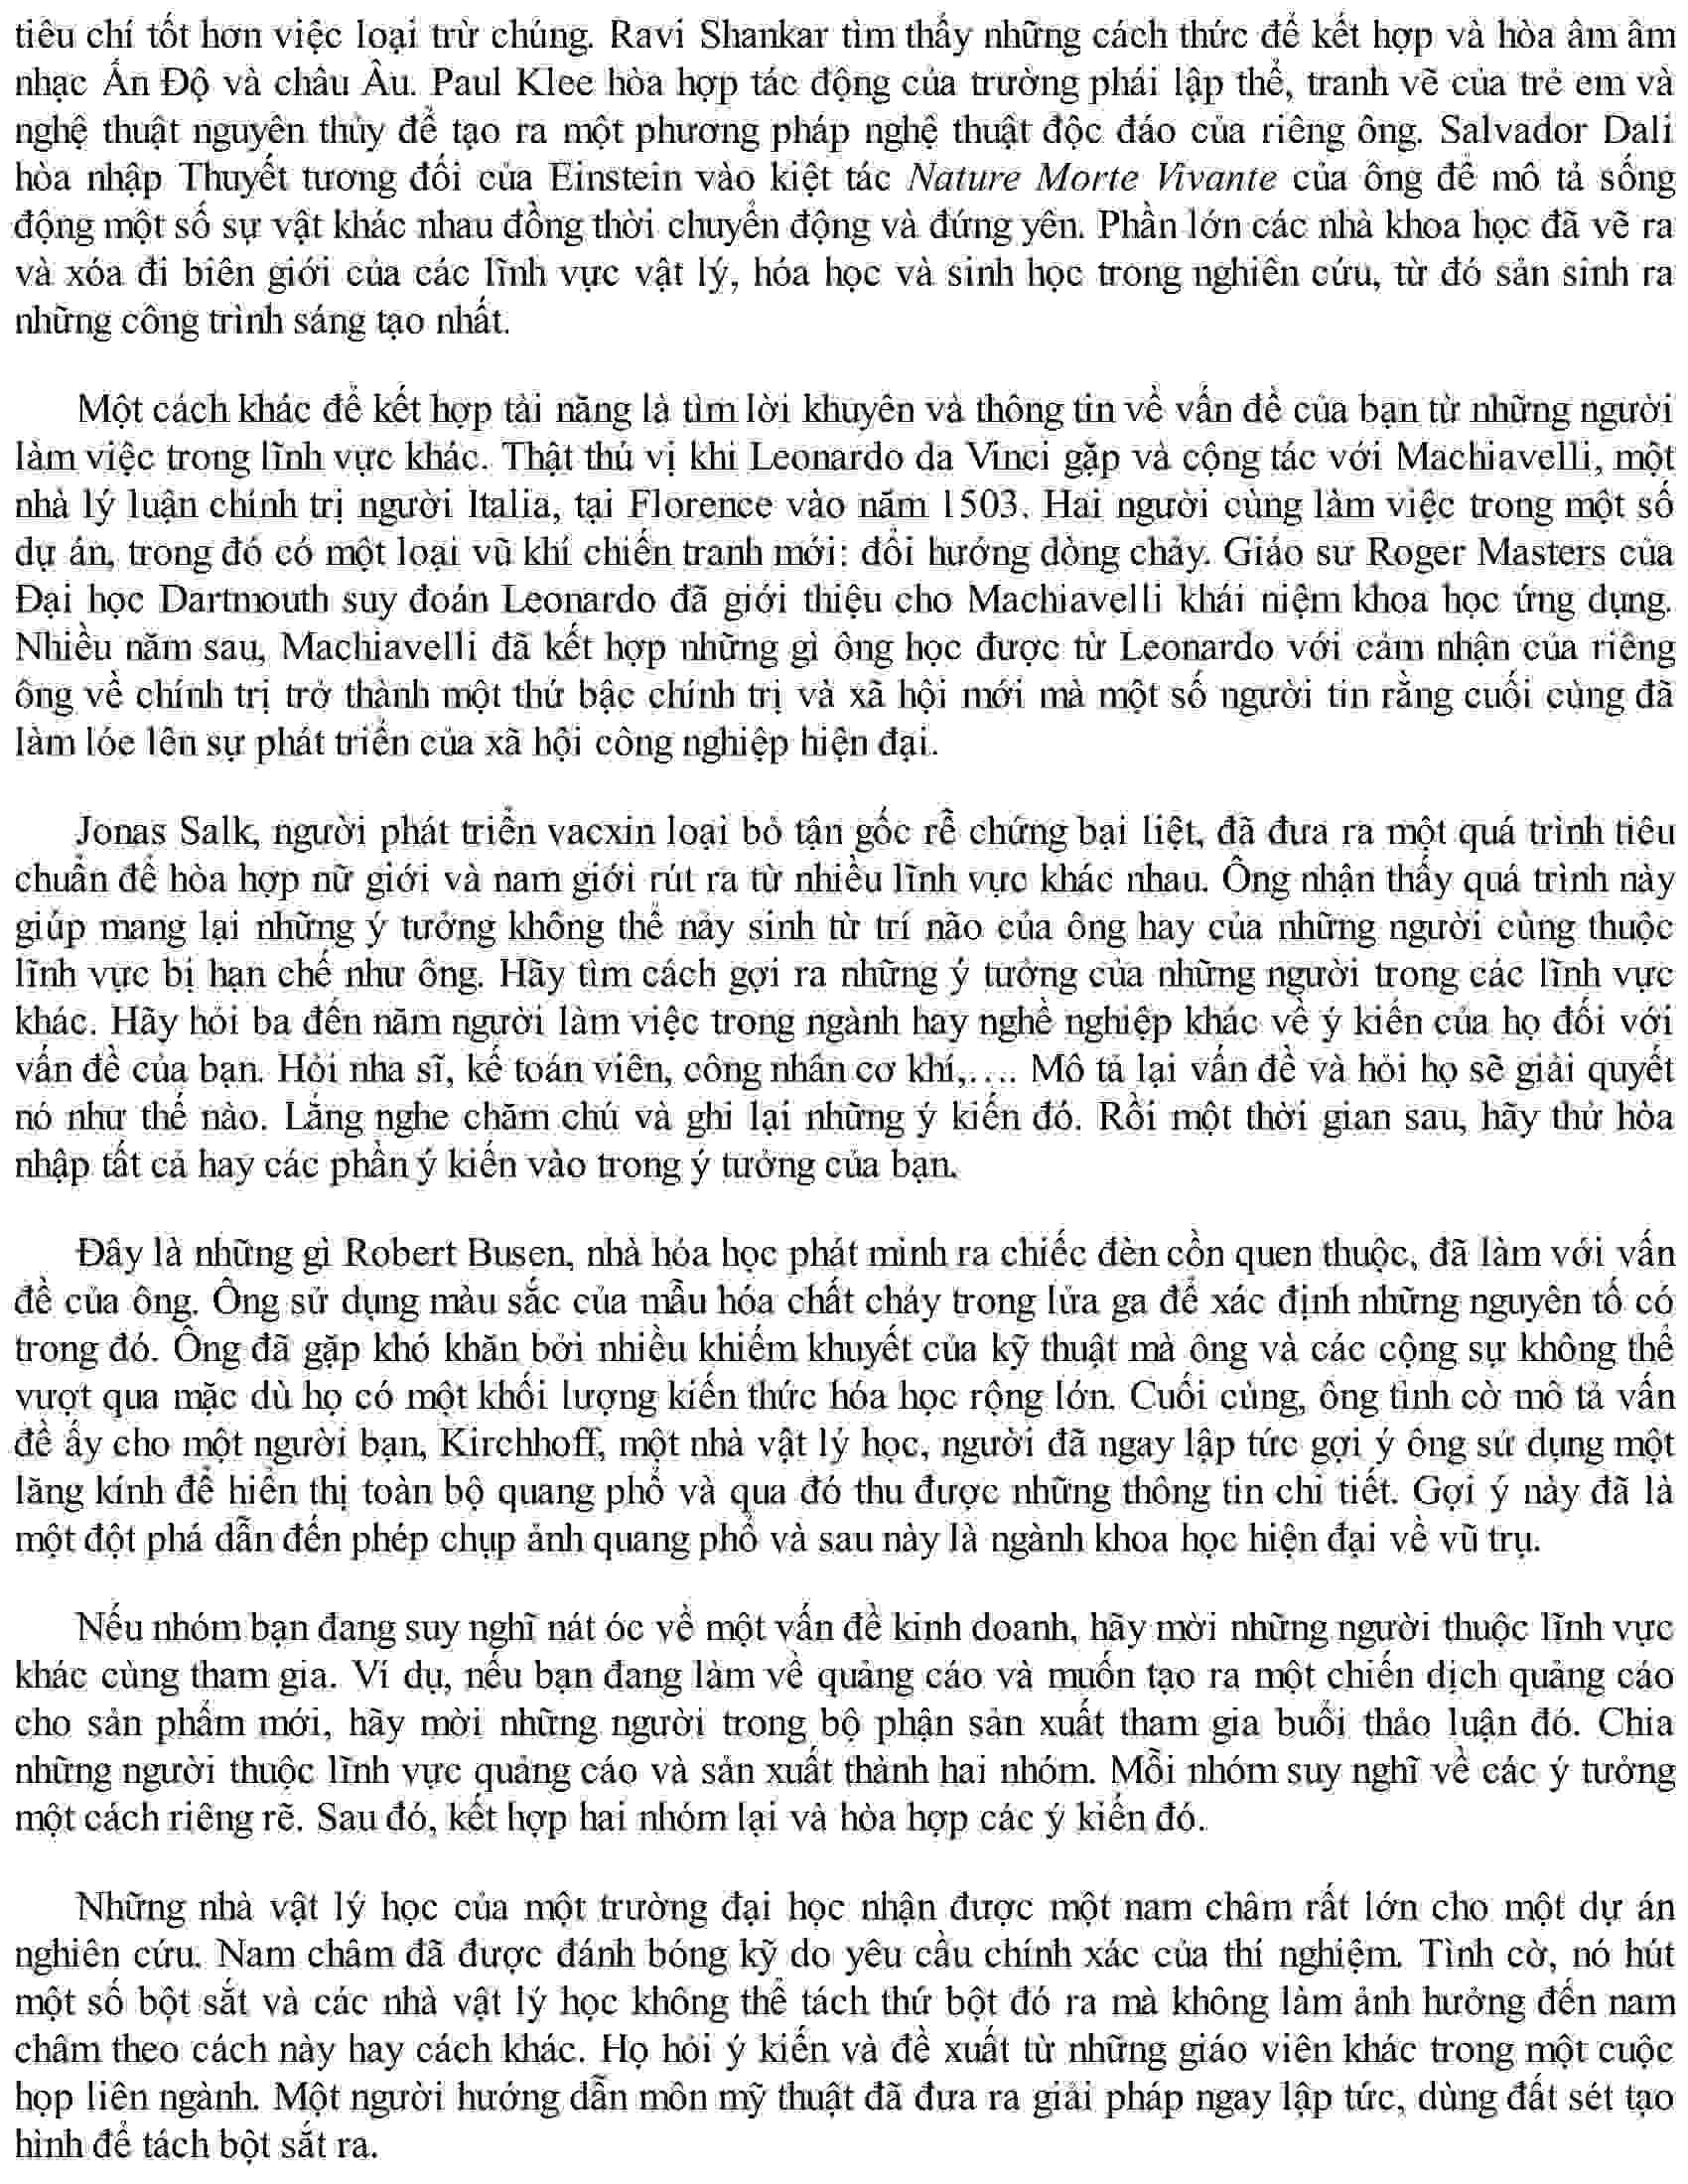 tiêu chí tốt hơn việc loại trừ chúng. Ravi Shankar tìm thấy những cách thức để kết hợp và hòa âm âm
nhạc Ấn Độ và châu Âu. Paul Klee hòa hợp tác động của trường phái lập thể, tranh vẽ của trẻ em và
nghệ thuật nguyên thủy để tạo ra một phương pháp nghệ thuật độc đáo của riêng ông. Salvador Dali
hòa nhập Thuyết tương đối của Einstein vào kiệt tác Nature Morte Vivante của ông để mô tả sống
động một số sự vật khác nhau đồng thời chuyển động và đứng yên. Phần lớn các nhà khoa học đã vẽ ra
và xóa đi biên giới của các lĩnh vực vật lý, hóa học và sinh học trong nghiên cứu, từ đó sản sinh ra
những công trình sáng tạo nhất.
Một cách khác để kết hợp tài năng là tìm lời khuyên và thông tin về vấn đề của bạn từ những người
làm việc trong lĩnh vực khác. Thật thú vị khi Leonardo da Vinci gặp và cộng tác với Machiavelli, một
nhà lý luận chính trị người Italia, tại Florence vào năm 1503. Hai người cùng làm việc trong một số
dự án, trong đó có một loại vũ khí chiến tranh mới: đổi hướng dòng chảy. Giáo sư Roger Masters của
Đại học Dartmouth suy đoán Leonardo đã giới thiệu cho Machiavelli khái niệm khoa học ứng dụng.
Nhiều năm sau, Machiavelli đã kết hợp những gì ông học được từ Leonardo với cảm nhận của riêng
ông về chính trị trở thành một thứ bậc chính trị và xã hội mới mà một số người tin rằng cuối cùng đã
làm lóe lên sự phát triển của xã hội công nghiệp hiện đại.
Jonas Salk, người phát triển vacxin loại bỏ tận gốc rễ chứng bại liệt, đã đưa ra một quá trình tiêu
chuẩn để hòa hợp nữ giới và nam giới rút ra từ nhiều lĩnh vực khác nhau. Ông nhận thấy quá trình này
giúp mang lại những ý tưởng không thể nảy sinh từ trí não của ông hay của những người cùng thuộc
lĩnh vực bị hạn chế như ông. Hãy tìm cách gợi ra những ý tưởng của những người trong các lĩnh vực
khác. Hãy hỏi ba đến năm người làm việc trong ngành hay nghề nghiệp khác về ý kiến của họ đối với
vấn đề của bạn. Hỏi nha sĩ, kế toán viên, công nhân cơ khí,.... Mô tả lại vấn đề và hỏi họ sẽ giải quyết
nó như thế nào. Lắng nghe chăm chú và ghi lại những ý kiến đó. Rồi một thời gian sau, hãy thử hòa
nhập tất cả hay các phần ý kiến vào trong ý tưởng của bạn.
Đây là những gì Robert Busen, nhà hóa học phát minh ra chiếc đèn cồn quen thuộc, đã làm với vấn
đề của ông. Ông sử dụng màu sắc của mẫu hóa chất cháy trong lửa ga để xác định những nguyên tố có
trong đó. Ông đã gặp khó khăn bởi nhiều khiếm khuyết của kỹ thuật mà ông và các cộng sự không thể
vượt qua mặc dù họ có một khối lượng kiến thức hóa học rộng lớn. Cuối cùng, ông tình cờ mô tả vấn
đề ấy cho một người bạn, Kirchhoff, một nhà vật lý học, người đã ngay lập tức gợi ý ông sử dụng một
lăng kính để hiển thị toàn bộ quang phổ và qua đó thu được những thông tin chi tiết. Gợi ý này đã là
một đột phá dẫn đến phép chụp ảnh quang phổ và sau này là ngành khoa học hiện đại về vũ trụ.
Nếu nhóm bạn đang suy nghĩ nát óc về một vấn đề kinh doanh, hãy mời những người thuộc lĩnh vực
khác cùng tham gia. Ví dụ, nếu bạn đang làm về quảng cáo và muốn tạo ra một chiến dịch quảng cáo
cho sản phẩm mới, hãy mời những người trong bộ phận sản xuất tham gia buổi thảo luận đó. Chia
những người thuộc lĩnh vực quảng cáo và sản xuất thành hai nhóm. Mỗi nhóm suy nghĩ về các ý tưởng
một cách riêng rẽ. Sau đó, kết hợp hai nhóm lại và hòa hợp các ý kiến đó.
Những nhà vật lý học của một trường đại học nhận được một nam châm rất lớn cho một dự án
nghiên cứu. Nam châm đã được đánh bóng kỹ do yêu cầu chính xác của thí nghiệm. Tình cờ, nó hút
một số bột sắt và các nhà vật lý học không thể tách thứ bột đó ra mà không làm ảnh hưởng đến nam
châm theo cách này hay cách khác. Họ hỏi ý kiến và đề xuất từ những giáo viên khác trong một cuộc
họp liên ngành. Một người hướng dẫn môn mỹ thuật đã đưa ra giải pháp ngay lập tức, dùng đất sét tạo
hình để tách bột sắt ra.